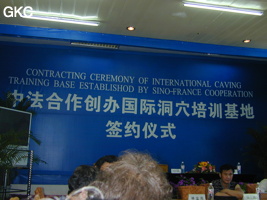 GKC
CONTRACTING CEREMONY OF INTERNATIONAL CAVING
TRAINING BASE ESTABLISHED BY SINO-FRANCE COOPERATION
中法合作创办国际洞穴培训基地
签约仪式